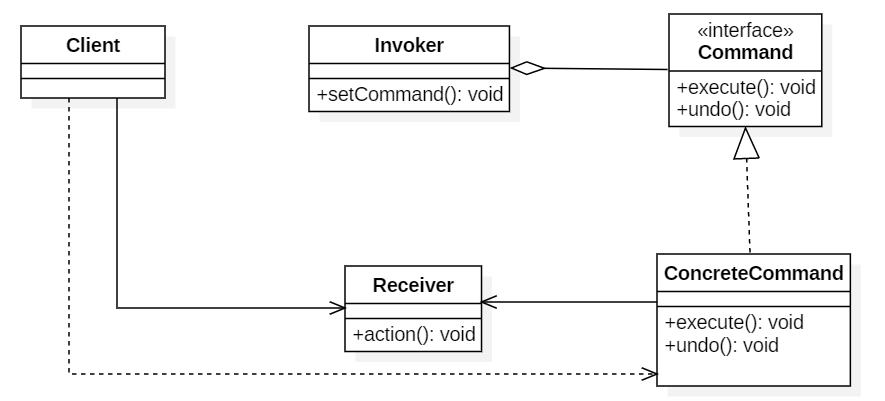 Client
Invoker
+setCommand(): void
«interface»
Command
+execute(): void
+undo(): void
Receiver
+action(): void
ConcreteCommand
+execute(): void
+undo(): void